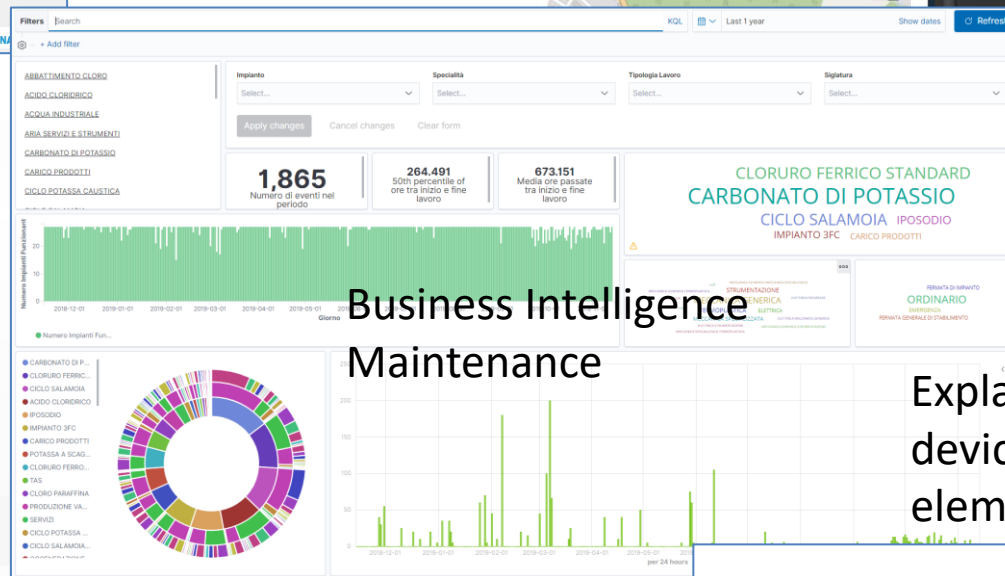 Filters Search KQL Last 1 year Show dates Refresh
+ Add filter
ABBATTIMENTO CLORO
ACIDO CLORIDRICO
ACQUA INDUSTRIALE
ARIA SERVIZI E STRUMENTI
CARBONATO DI POTASSIO
CARICO PRODOTTI
CICLO POTASSA CAUSTICA
Impianto Specialità Tipologia Lavoro Siglatura
Select... Select... Select... Select...
Apply changes Cancel changes Clear form
1,865
Numero di eventi nel
periodo
264.491
50th percentile of
ore tra inizio e fine
lavoro
673.151
Media ore passate
tra inizio e fine
lavoro
CLORURO FERRICO STANDARD
CARBONATO DI POTASSIO
CICLO SALAMOIA IPOSODIO
IMPIANTO 3FC CARICO PRODOTTI
Numero Impianti Funzionant
20
10
0
2018-12-01 2019-01-01 2019-02-01 2019-03-01 2019-04-01 2019-05-01
Giorno
Numero Impianti Fun...
STRUMENTAZIONE
ELETTRICA
FERMATA DI IMPIANTO
ORDINARIO
EMERGENZA
FERMATA GENERALE DI STABILIMENTO
Business Intelligence
Maintenance
CARBONATO DI P...
CLORURO FERRIC...
CICLO SALAMOIA
ACIDO CLORIDRICO
IPOSODIO
IMPIANTO 3FC
CARICO PRODOTTI
POTASSA A SCAG...
CLORURO FERRO...
TAS
CLORO PARAFFINA
PRODUZIONE VA...
SERVIZI
CICLO POTASSA ...
CICLO SALAMOIA...
200
150
100
50
0
2018-12-01 2019-01-01 2019-02-01 2019-03-01 2019-04-01 2019-05-01
per 24 hours
Expla
devic
elem